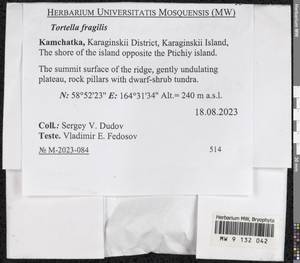 HERBARIUM UNIVERSITATIS MOSQUENSIS (MW)
Tortella fragilis
Kamchatka, Karaginskii District, Karaginskii Island,
The shore of the island opposite the Ptichiy island.
The summit surface of the ridge, gently undulating
plateau, rock pillars with dwarf-shrub tundra.
N: 58°52'23" E: 164°31'34" Alt.= 240 m a.s.l.
18.08.2023
Coll.: Sergey V. Dudov
Teste. Vladimir E. Fedosov
№ M-2023-084
514
Herbarium MW, Bryophyta
MW 9 132 042